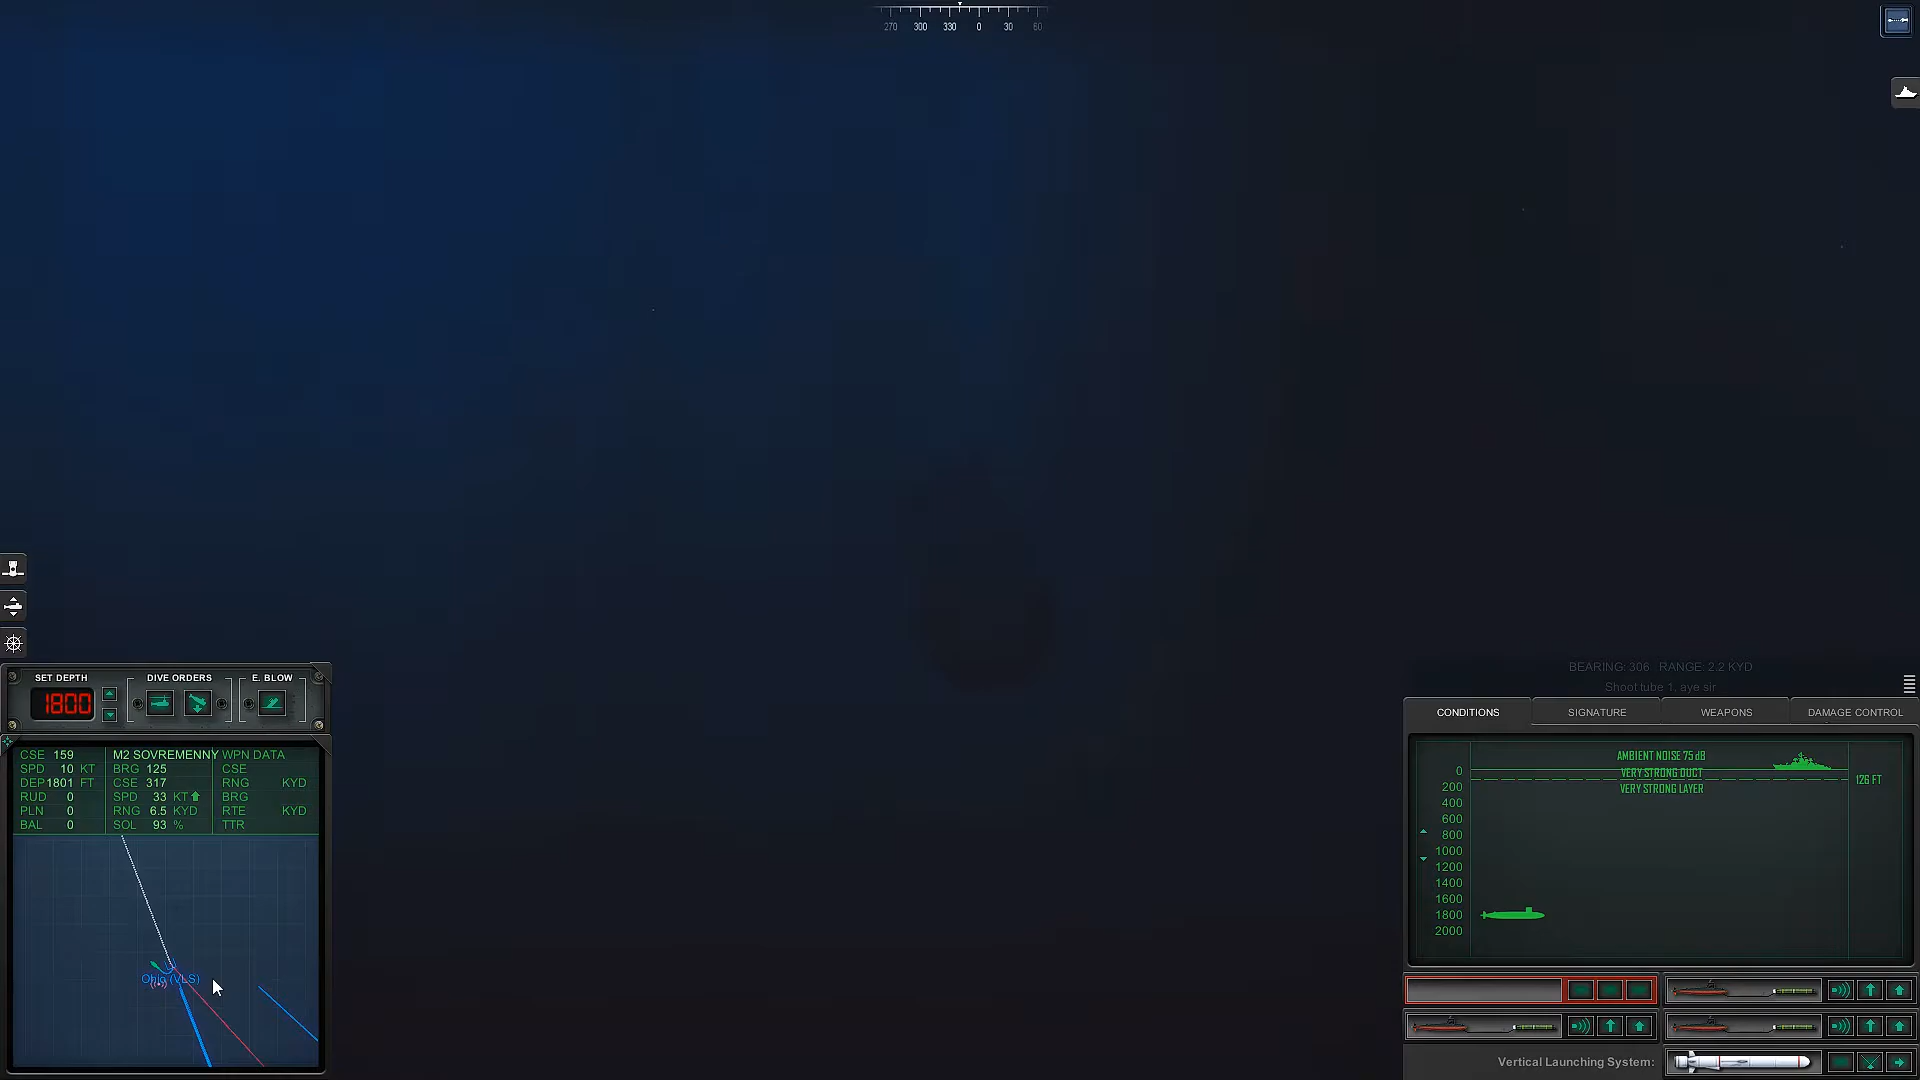 270 300 330 0 30 60
SET DEPTH DIVE ORDERS E. BLOW
1800
CSE 159 M2 SOVREMENNY WPN DATA
SPD 10 KT BRG 125 CSE
DEP 1801 FT CSE 317 RNG KYD
RUD 0 SPD 33 KT BRG
PLN 0 RNG 6.5 KYD RTE KYD
BAL 0 SOL 93 % TTR
Ohio (VLS)
BEARING: 306 RANGE: 2.2 KYD
Shoot tube 1, aye sir
CONDITIONS SIGNATURE WEAPONS DAMAGE CONTROL
AMBIENT NOISE 75 dB
0 VERY STRONG DUCT 126 FT
200 VERY STRONG LAYER
400
600
800
1000
1200
1400
1600
1800
2000
Vertical Launching System: